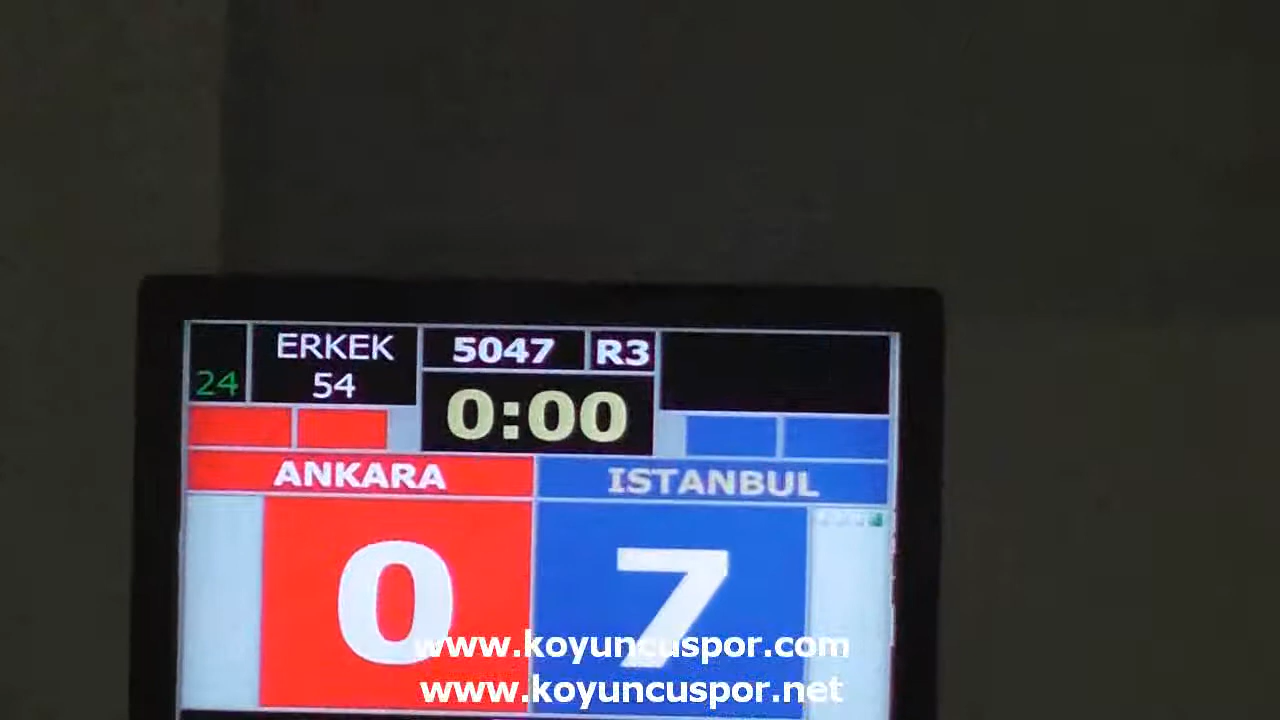 24
ERKEK
54
5047
R3
0:00
ANKARA
ISTANBUL
0
7
www.koyuncuspor.com
www.koyuncuspor.net